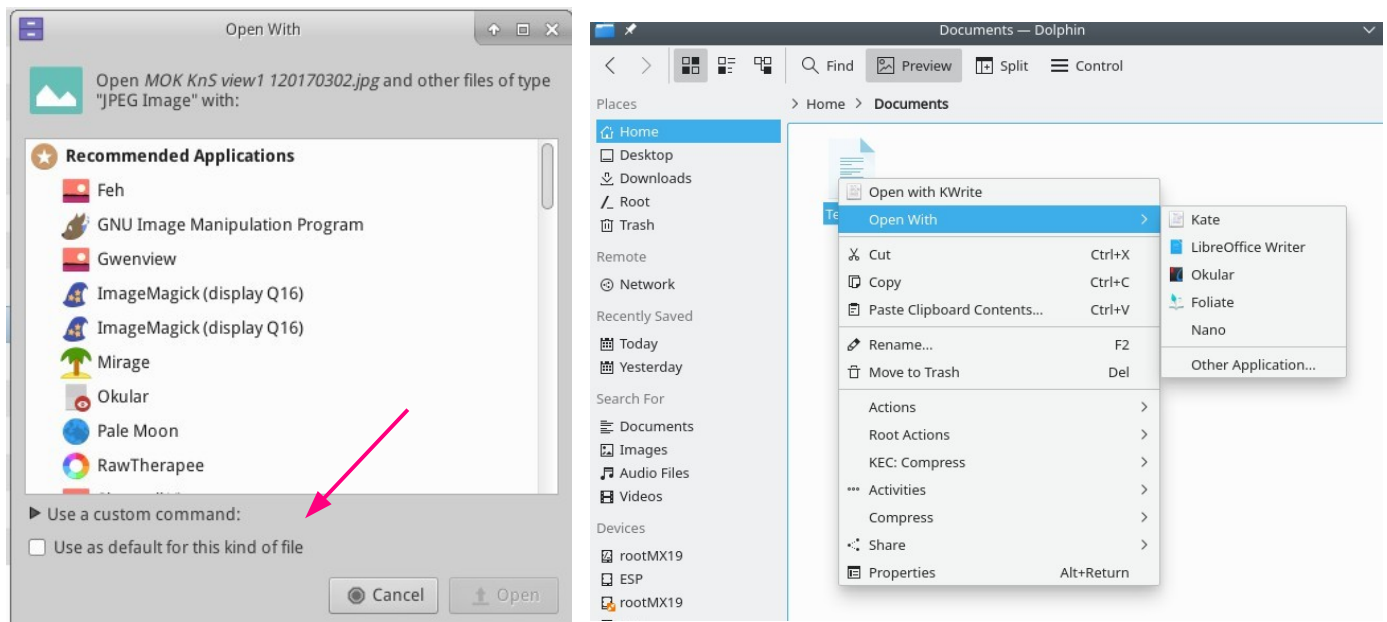 Open With
Open MOK KnS view1 120170302.jpg and other files of type
"JPEG Image" with:
Recommended Applications
Feh
GNU Image Manipulation Program
Gwenview
ImageMagick (display Q16)
ImageMagick (display Q16)
Mirage
Okular
Pale Moon
RawTherapee
Use a custom command:
Use as default for this kind of file
Cancel
Open
Documents — Dolphin
Find
Preview
Split
Control
Places
> Home > Documents
Home
Desktop
Downloads
Root
Trash
Remote
Network
Recently Saved
Today
Yesterday
Search For
Documents
Images
Audio Files
Videos
Devices
rootMX19
ESP
rootMX19
Te
Open with KWrite
Open With
Cut Ctrl+X
Copy Ctrl+C
Paste Clipboard Contents... Ctrl+V
Rename... F2
Move to Trash Del
Actions
Root Actions
KEC: Compress
Activities
Compress
Share
Properties Alt+Return
Kate
LibreOffice Writer
Okular
Foliate
Nano
Other Application...